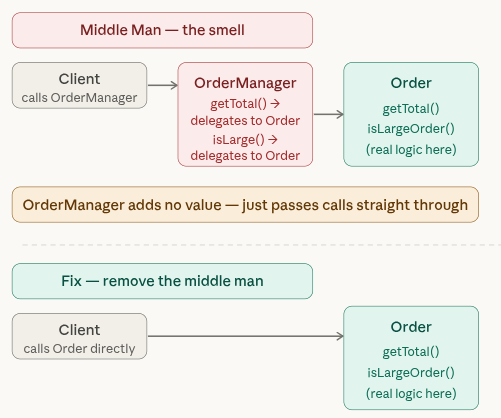 Middle Man — the smell
Client
calls OrderManager
OrderManager
getTotal() →
delegates to Order
isLarge() →
delegates to Order
Order
getTotal()
isLargeOrder()
(real logic here)
OrderManager adds no value — just passes calls straight through
Fix — remove the middle man
Client
calls Order directly
Order
getTotal()
isLargeOrder()
(real logic here)